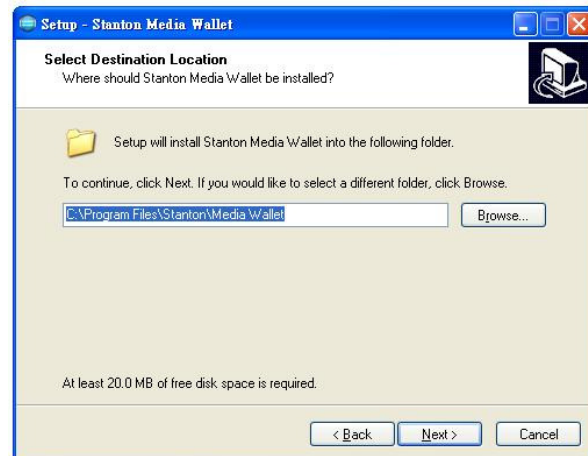 Setup - Stanton Media Wallet
Select Destination Location
Where should Stanton Media Wallet be installed?
Setup will install Stanton Media Wallet into the following folder.
To continue, click Next. If you would like to select a different folder, click Browse.
C:\Program Files\Stanton\Media Wallet
Browse...
At least 20.0 MB of free disk space is required.
< Back
Next >
Cancel